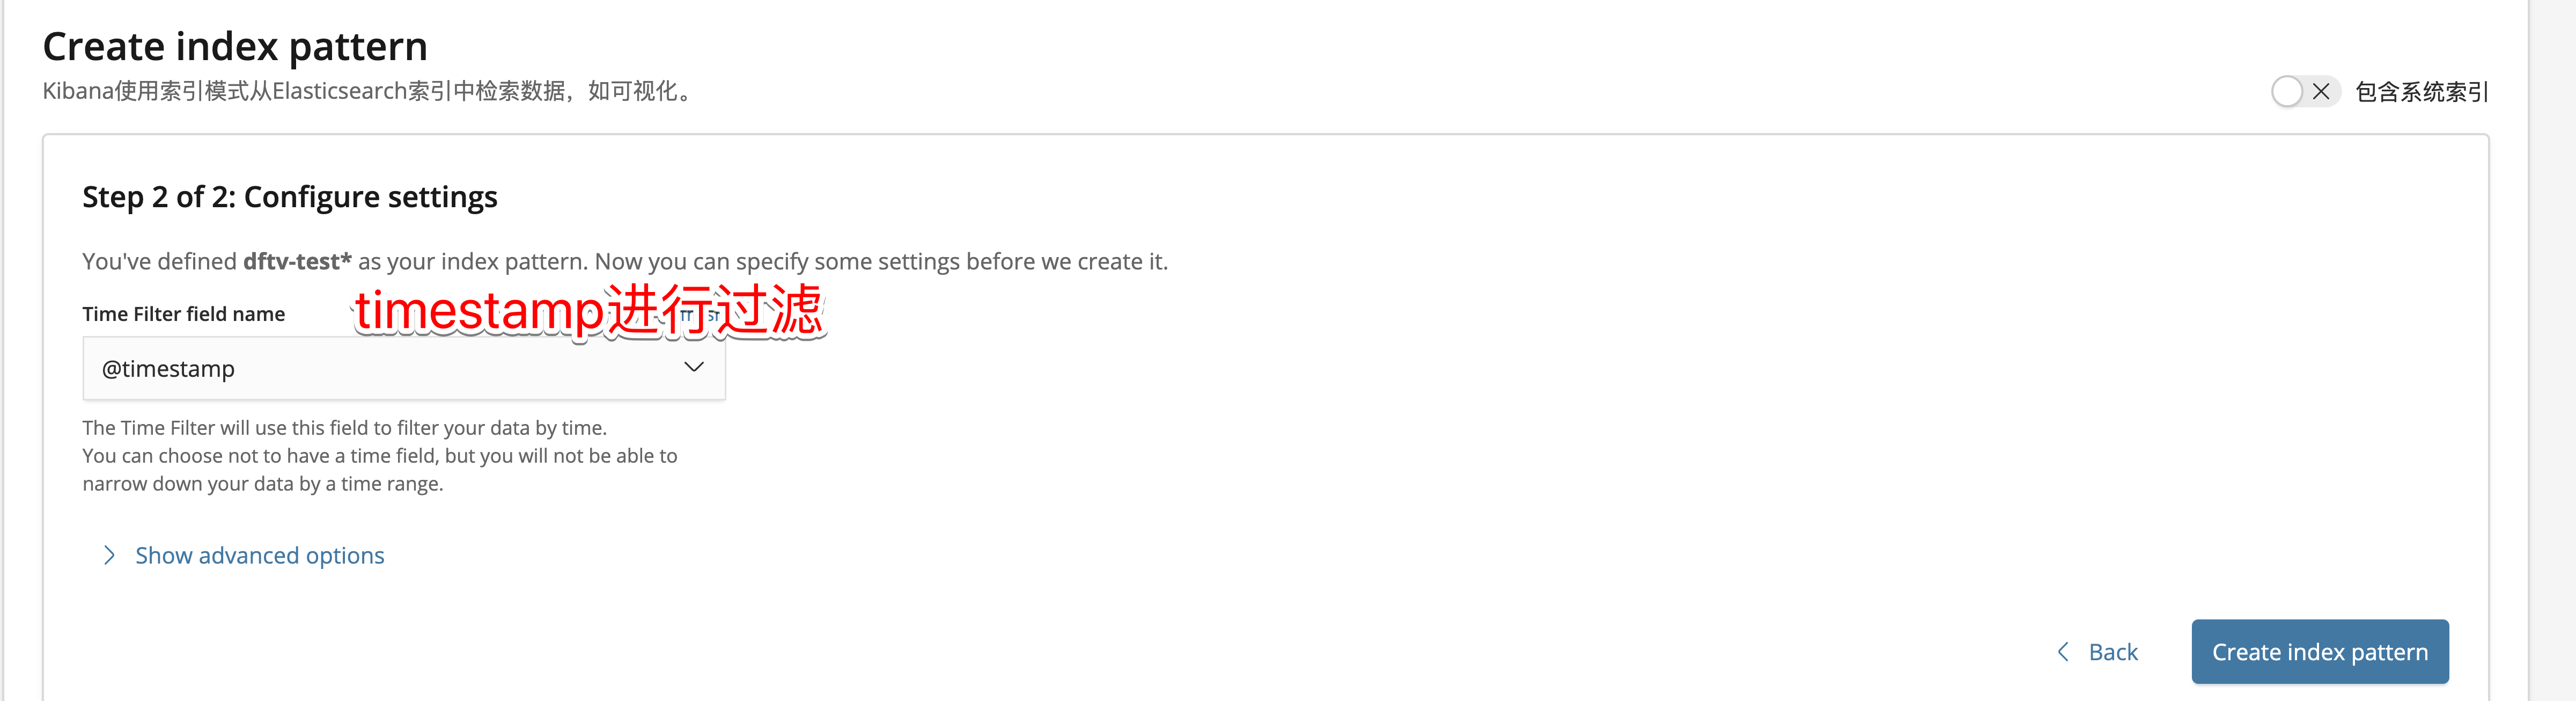 Create index pattern
Kibana使用索引模式从Elasticsearch索引中检索数据，如可视化。
包含系统索引
Step 2 of 2: Configure settings
You've defined dftv-test* as your index pattern. Now you can specify some settings before we create it.
Time Filter field name
timestamp进行过滤
@timestamp
The Time Filter will use this field to filter your data by time.
You can choose not to have a time field, but you will not be able to
narrow down your data by a time range.
Show advanced options
Back
Create index pattern